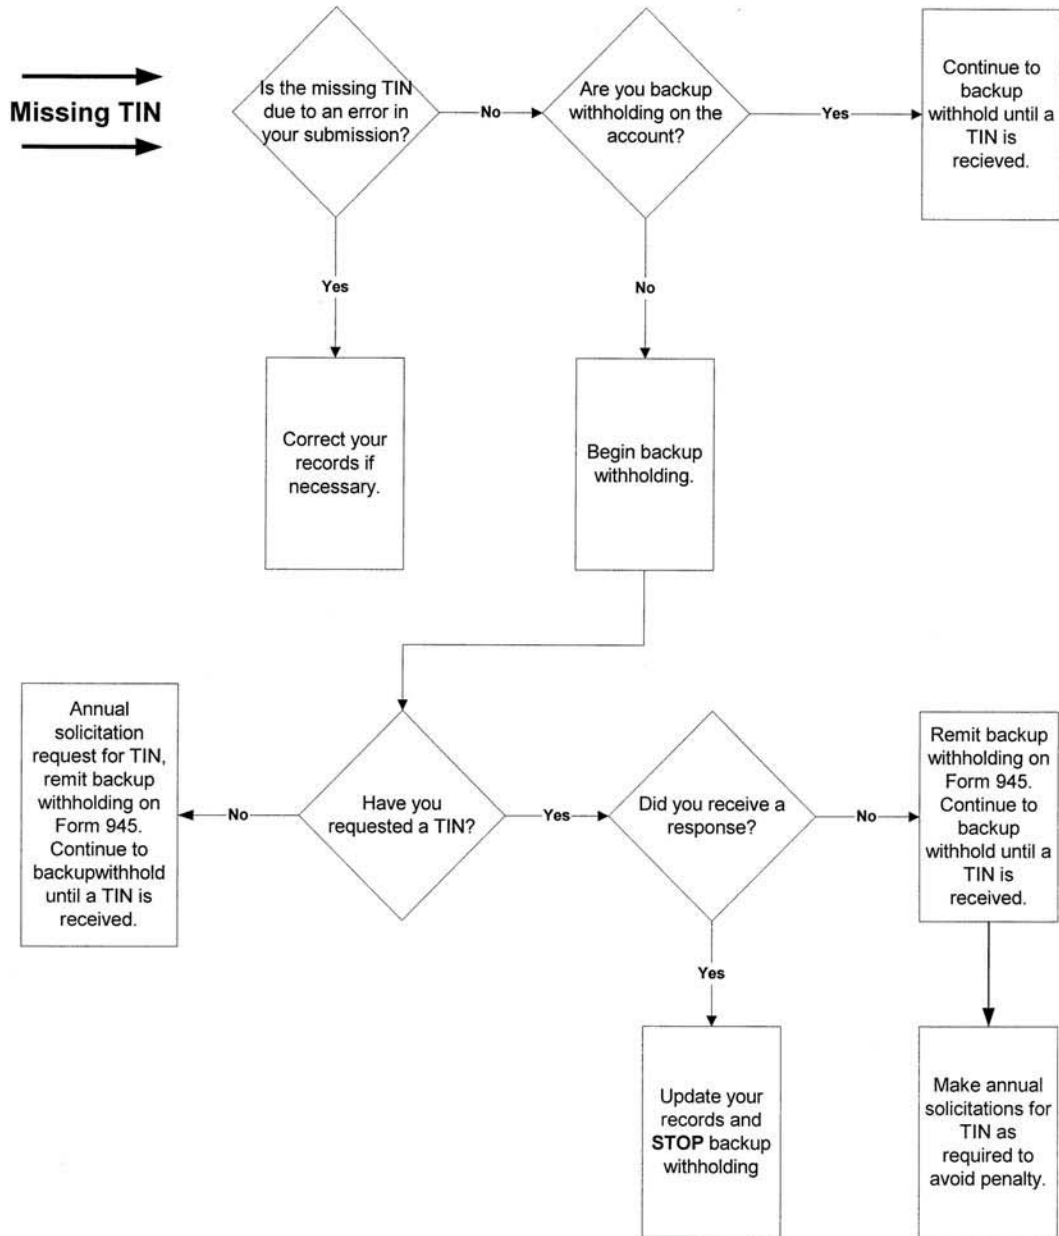 Missing TIN
Is the missing TIN
due to an error in
your submission?
No
Are you backup
withholding on the
account?
Yes
Continue to
backup
withhold until a
TIN is
recieved.
Yes
No
Correct your
records if
necessary.
Begin backup
withholding.
Annual
solicitation
request for TIN,
remit backup
withholding on
Form 945.
Continue to
backupwithhold
until a TIN is
received.
No
Have you
requested a TIN?
Yes
Did you receive a
response?
No
Remit backup
withholding on
Form 945.
Continue to
backup
withhold until a
TIN is
received.
Yes
Update your
records and
STOP backup
withholding
Make annual
solicitations for
TIN as
required to
avoid penalty.